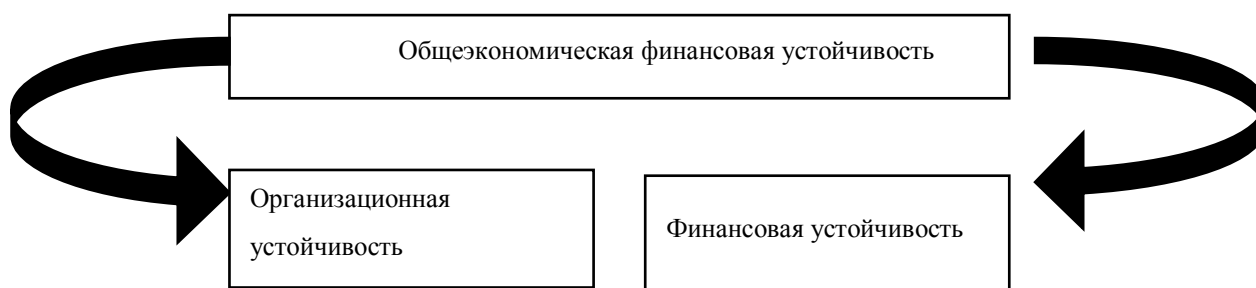 Общеэкономическая финансовая устойчивость
Организационная
устойчивость
Финансовая устойчивость